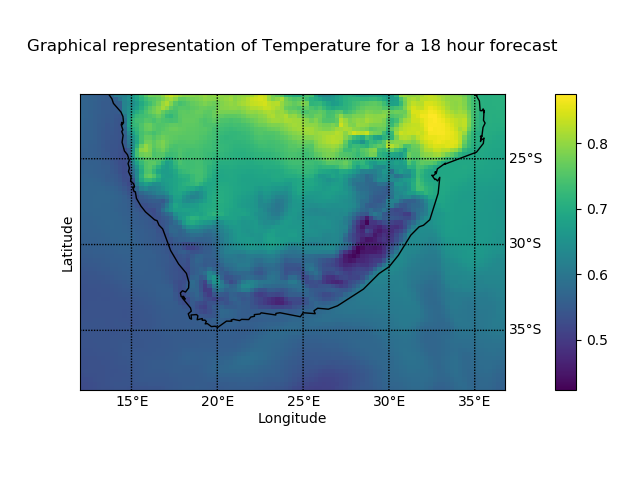 Graphical representation of Temperature for a 18 hour forecast
0.8
0.7
0.6
0.5
25°S
30°S
35°S
Latitude
15°E 20°E 25°E 30°E 35°E
Longitude